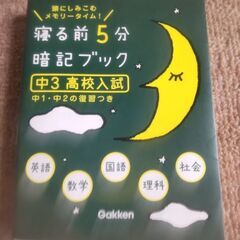 頭にしみこむ
メモリータイム!
寝る前5分
暗記ブック
中3 高校入試
中1・中2の復習つき
英語
数学
国語
理科
社会
Gakken